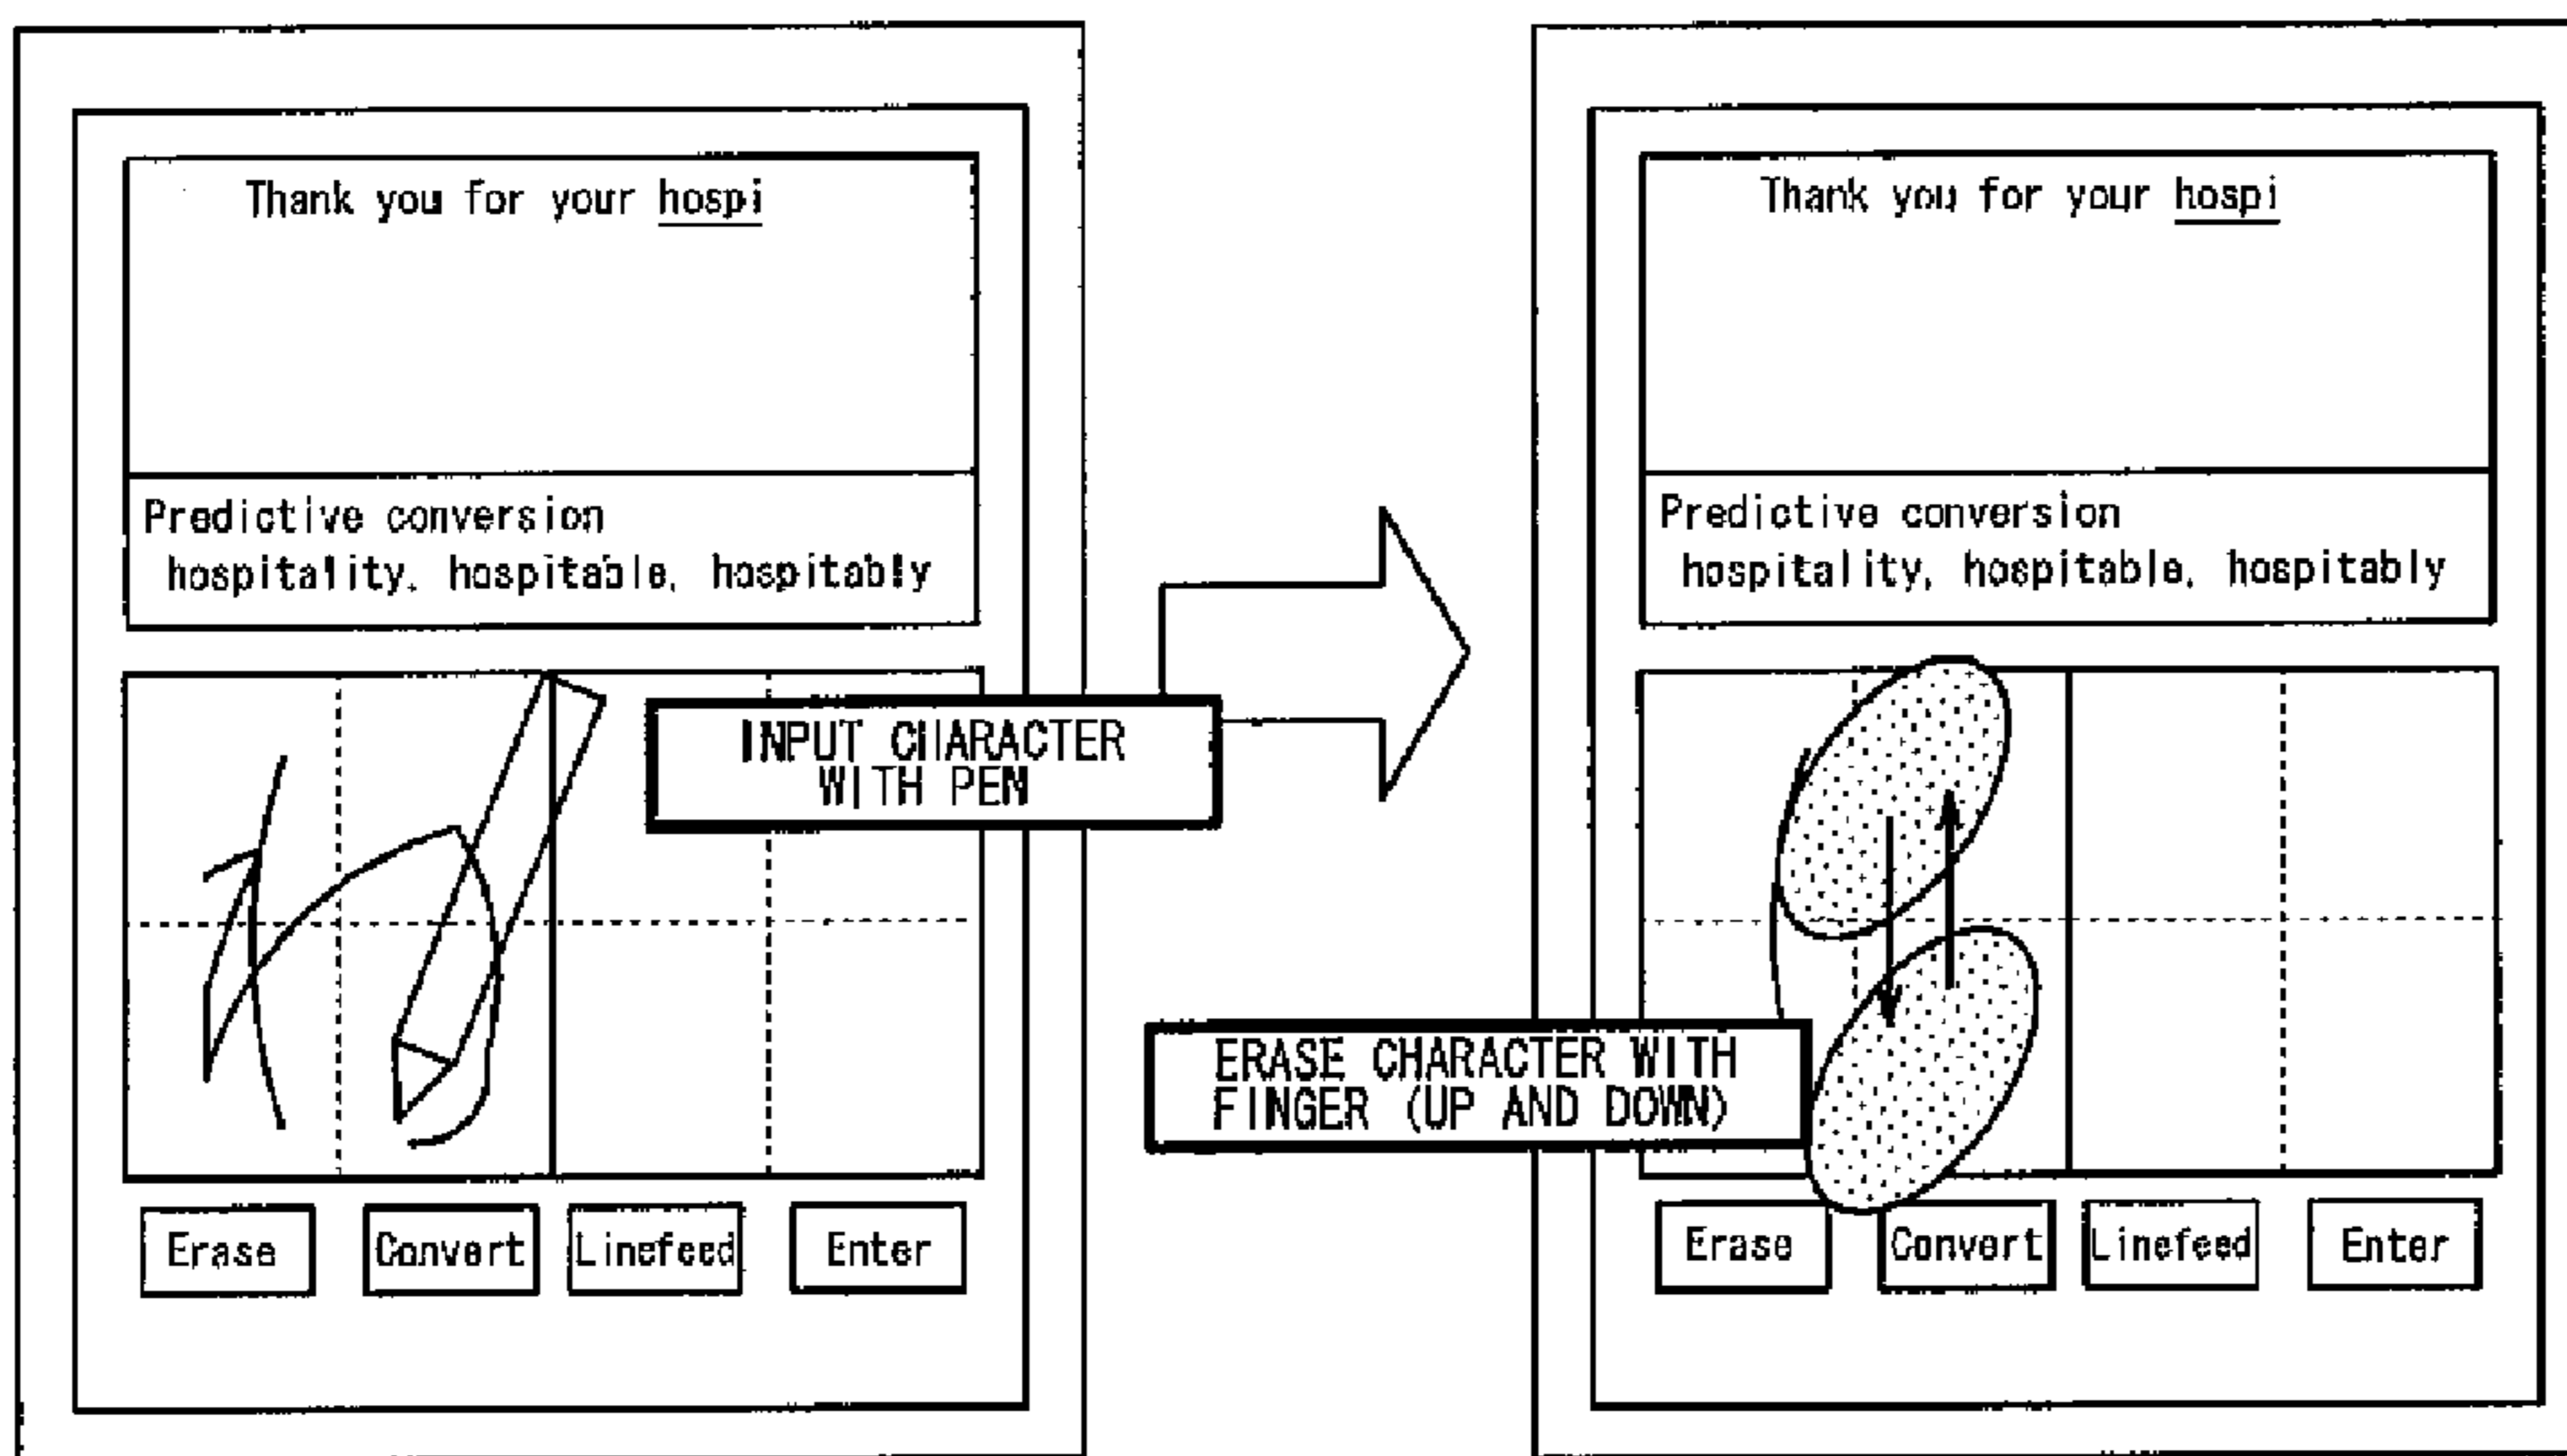 Thank you for your hospi
Predictive conversion
hospitality, hospitable, hospitably
INPUT CHARACTER
WITH PEN
Erase Convert Linefeed Enter
Thank you for your hospi
Predictive conversion
hospitality, hospitable, hospitably
ERASE CHARACTER WITH
FINGER (UP AND DOWN)
Erase Convert Linefeed Enter